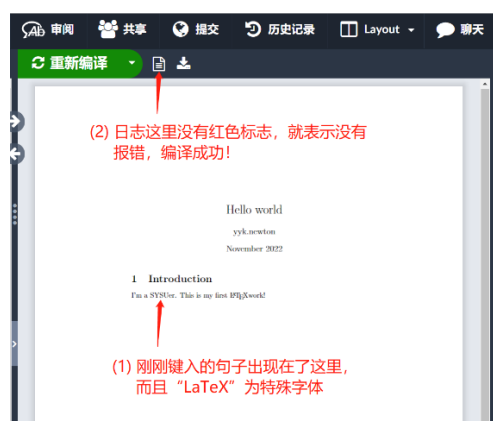 审阅 共享 提交 历史记录 Layout 聊天
重新编译
(2) 日志这里没有红色标志，就表示没有
报错，编译成功！
Hello world
yyk.newton
November 2022
1 Introduction
I'm a SYSUer. This is my first LaTeXwork!
(1) 刚刚键入的句子出现在了这里，
而且“LaTeX”为特殊字体